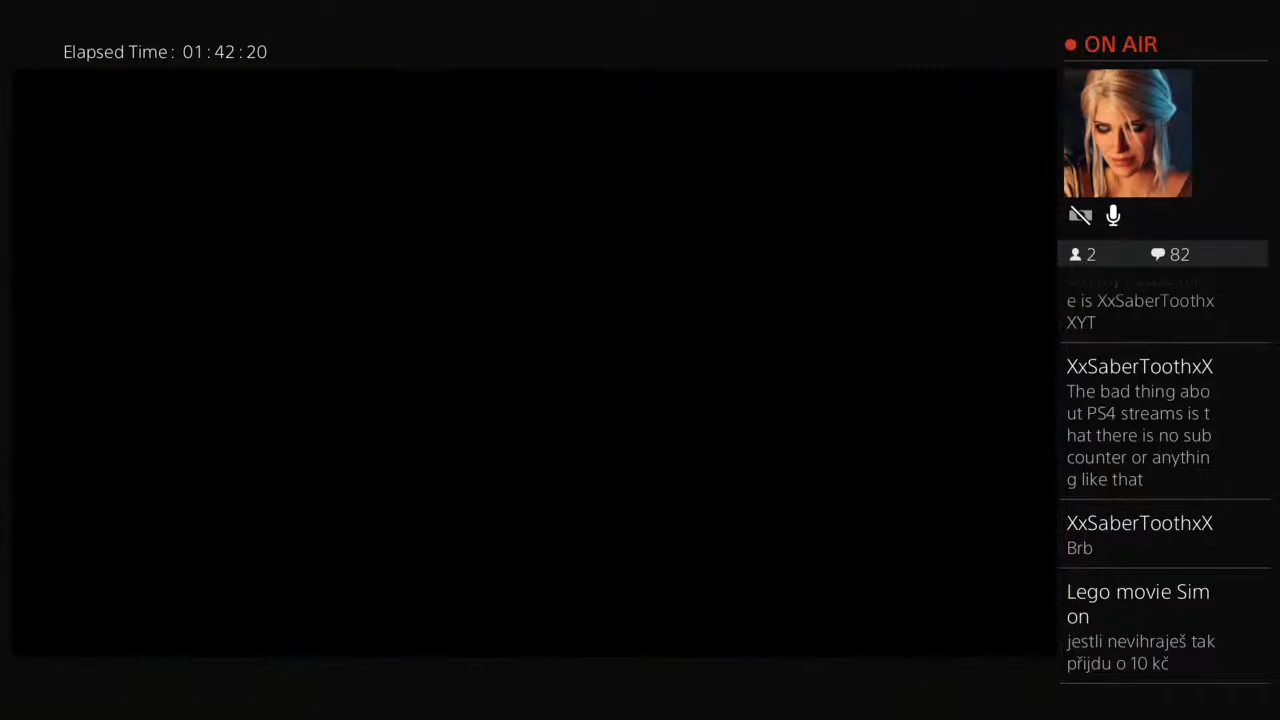 Elapsed Time: 01:42:20
ON AIR
2
82
e is XxSaberToothx
XYT
XxSaberToothxX
The bad thing abo
ut PS4 streams is t
hat there is no sub
counter or anythin
g like that
XxSaberToothxX
Brb
Lego movie Sim
on
jestli nevihraješ tak
přijdu o 10 kč